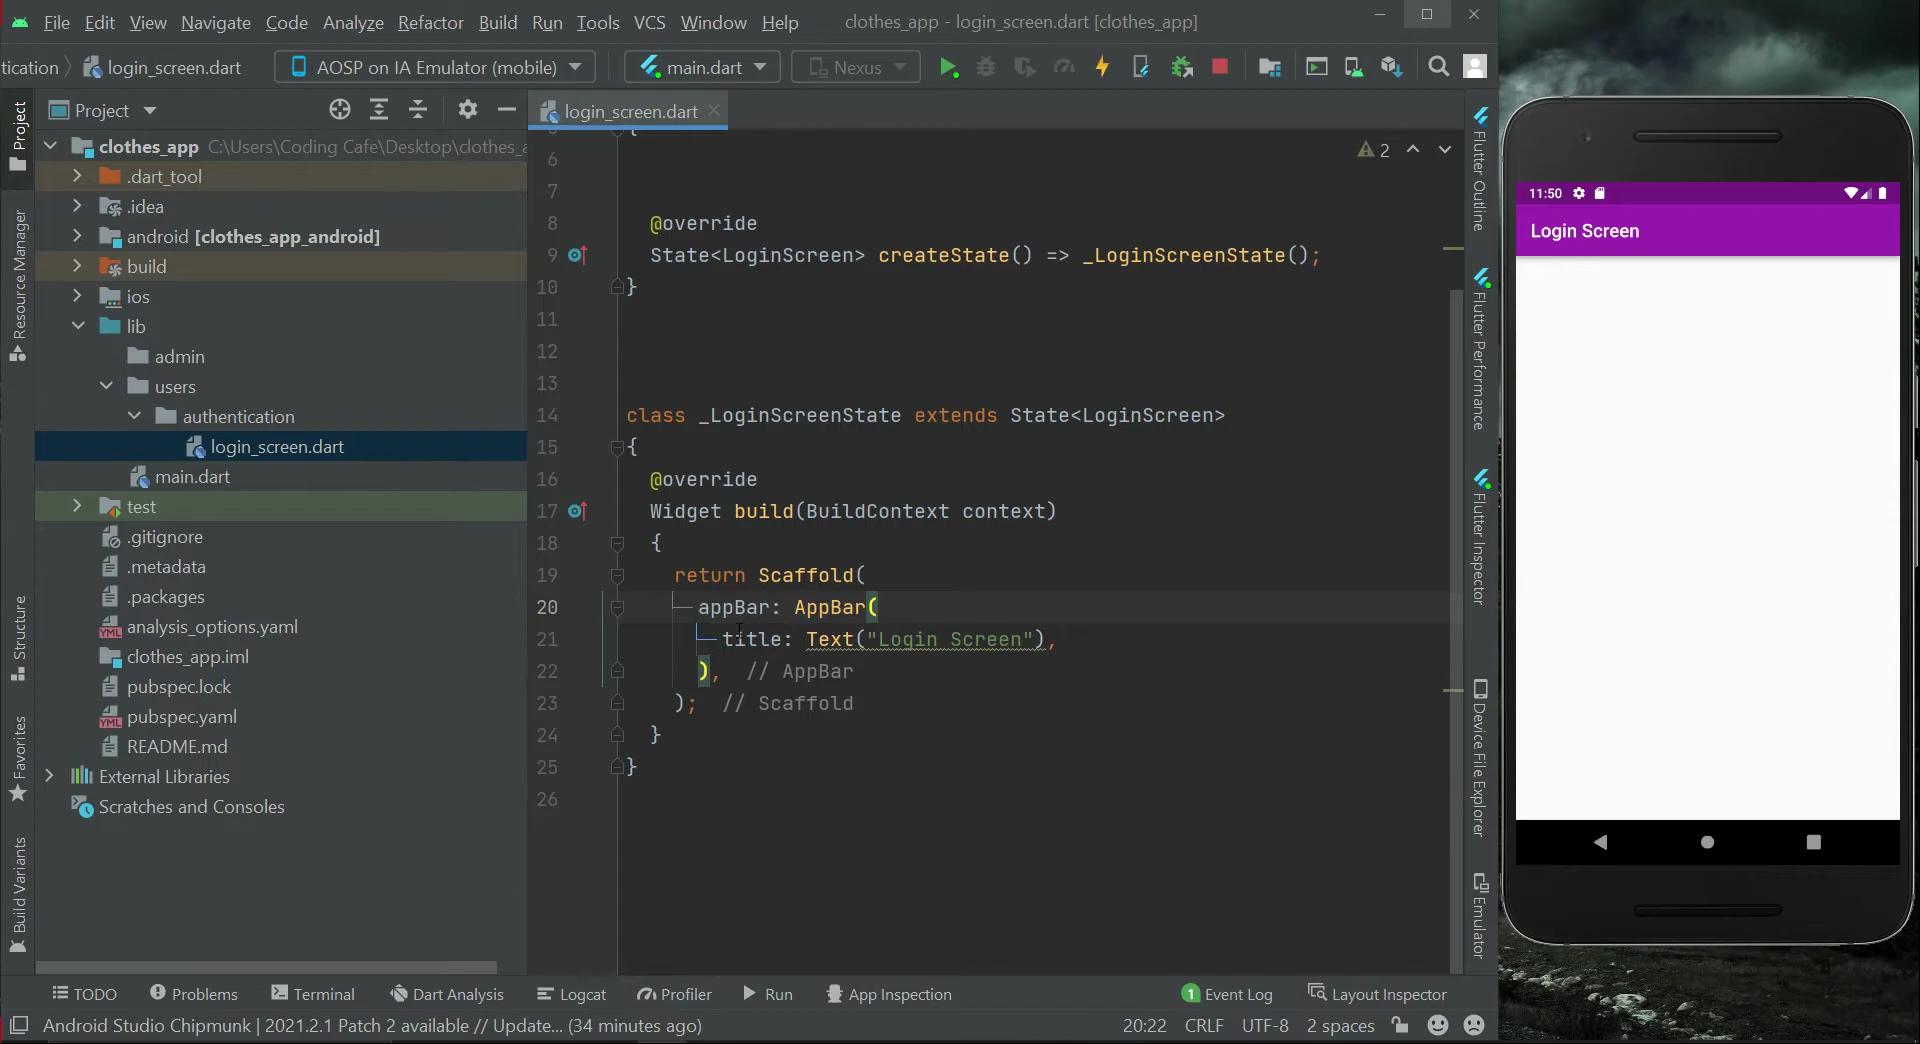 File Edit View Navigate Code Analyze Refactor Build Run Tools VCS Window Help clothes_app - login_screen.dart [clothes_app]
tication login_screen.dart AOSP on IA Emulator (mobile) main.dart Nexus
Project
login_screen.dart
clothes_app C:\Users\Coding Cafe\Desktop\clothes_a
.dart_tool
.idea
android [clothes_app_android]
build
ios
lib
admin
users
authentication
login_screen.dart
main.dart
test
.gitignore
.metadata
.packages
analysis_options.yaml
clothes_app.iml
pubspec.lock
pubspec.yaml
README.md
External Libraries
Scratches and Consoles
Project
Resource Manager
Structure
Favorites
Build Variants
2
6
7
8 @override
9 State<LoginScreen> createState() => _LoginScreenState();
10 }
11
12
13
14 class _LoginScreenState extends State<LoginScreen>
15 {
16 @override
17 Widget build(BuildContext context)
18 {
19 return Scaffold(
20 appBar: AppBar(
21 title: Text("Login Screen"),
22 ), // AppBar
23 ); // Scaffold
24 }
25 }
26
Flutter Outline
Flutter Performance
Flutter Inspector
Device File Explorer
Emulator
11:50
Login Screen
TODO Problems Terminal Dart Analysis Logcat Profiler Run App Inspection 1 Event Log Layout Inspector
Android Studio Chipmunk | 2021.2.1 Patch 2 available // Update... (34 minutes ago) 20:22 CRLF UTF-8 2 spaces